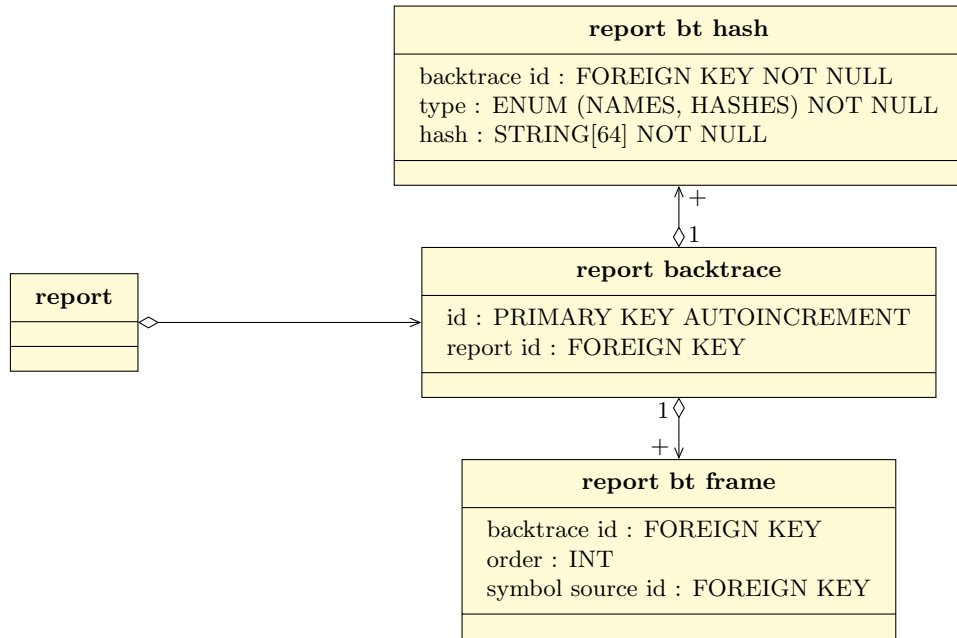 report bt hash
backtrace id : FOREIGN KEY NOT NULL
type : ENUM (NAMES, HASHES) NOT NULL
hash : STRING[64] NOT NULL
+
1
report backtrace
id : PRIMARY KEY AUTOINCREMENT
report id : FOREIGN KEY
report
1
+
report bt frame
backtrace id : FOREIGN KEY
order : INT
symbol source id : FOREIGN KEY